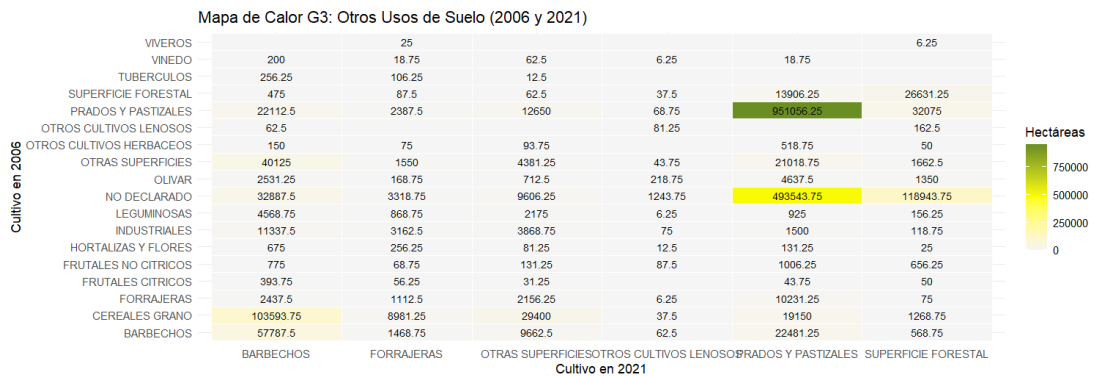 Mapa de Calor G3: Otros Usos de Suelo (2006 y 2021)
Cultivo en 2006
VIVEROS 25 6.25
VINEDO 200 18.75 62.5 6.25 18.75
TUBERCULOS 256.25 106.25 12.5
SUPERFICIE FORESTAL 475 87.5 62.5 37.5 13906.25 26631.25
PRADOS Y PASTIZALES 22112.5 2387.5 12650 68.75 951056.25 32075
OTROS CULTIVOS LENOSOS 62.5 81.25 162.5
OTROS CULTIVOS HERBACEOS 150 75 93.75 518.75 50
OTRAS SUPERFICIES 40125 1550 4381.25 43.75 21018.75 1662.5
OLIVAR 2531.25 168.75 712.5 218.75 4637.5 1350
NO DECLARADO 32887.5 3318.75 9606.25 1243.75 493543.75 118943.75
LEGUMINOSAS 4568.75 868.75 2175 6.25 925 156.25
INDUSTRIALES 11337.5 3162.5 3868.75 75 1500 118.75
HORTALIZAS Y FLORES 675 256.25 81.25 12.5 131.25 25
FRUTALES NO CITRICOS 775 68.75 131.25 87.5 1006.25 656.25
FRUTALES CITRICOS 393.75 56.25 31.25 43.75 50
FORRAJERAS 2437.5 1112.5 2156.25 6.25 10231.25 75
CEREALES GRANO 103593.75 8981.25 29400 37.5 19150 1268.75
BARBECHOS 57787.5 1468.75 9662.5 62.5 22481.25 568.75
BARBECHOS FORRAJERAS OTRAS SUPERFICIES OTROS CULTIVOS LENOSOS PRADOS Y PASTIZALES SUPERFICIE FORESTAL
Cultivo en 2021
Hectáreas
750000
500000
250000
0